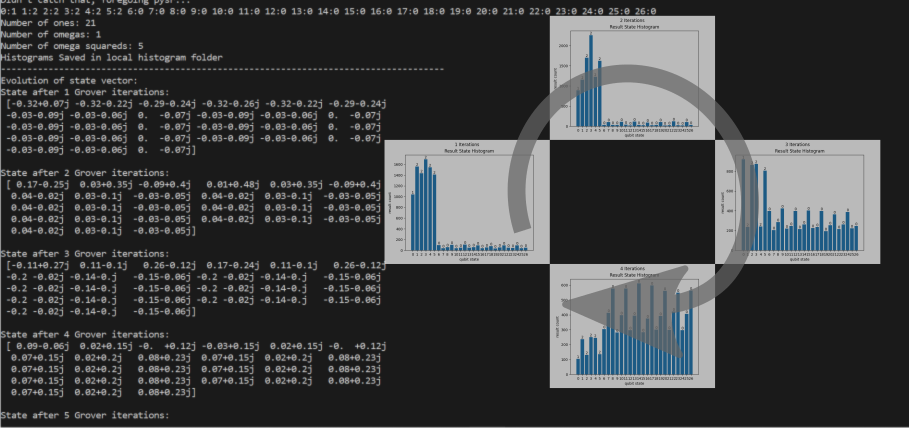 0:1 1:2 2:2 3:2 4:2 5:2 6:0 7:0 8:0 9:0 10:0 11:0 12:0 13:0 14:0 15:0 16:0 17:0 18:0 19:0 20:0 21:0 22:0 23:0 24:0 25:0 26:0
Number of ones: 21
Number of omegas: 1
Number of omega squareds: 5
Histograms Saved in local histogram folder
Evolution of state vector:
State after 1 Grover iterations:
[-0.32+0.07j -0.32-0.22j -0.29-0.24j -0.32-0.26j -0.32-0.22j -0.29-0.24j
-0.03-0.09j -0.03-0.06j 0. -0.07j -0.03-0.09j -0.03-0.06j 0. -0.07j
-0.03-0.09j -0.03-0.06j 0. -0.07j -0.03-0.09j -0.03-0.06j 0. -0.07j
-0.03-0.09j -0.03-0.06j 0. -0.07j -0.03-0.09j -0.03-0.06j 0. -0.07j
-0.03-0.09j -0.03-0.06j 0. -0.07j]
State after 2 Grover iterations:
[ 0.17-0.25j 0.03+0.35j -0.09+0.4j 0.01+0.48j 0.03+0.35j -0.09+0.4j
0.04-0.02j 0.03-0.1j -0.03-0.05j 0.04-0.02j 0.03-0.1j -0.03-0.05j
0.04-0.02j 0.03-0.1j -0.03-0.05j 0.04-0.02j 0.03-0.1j -0.03-0.05j
0.04-0.02j 0.03-0.1j -0.03-0.05j 0.04-0.02j 0.03-0.1j -0.03-0.05j
0.04-0.02j 0.03-0.1j -0.03-0.05j]
State after 3 Grover iterations:
[-0.11+0.27j 0.11-0.1j 0.26-0.12j 0.17-0.24j 0.11-0.1j 0.26-0.12j
-0.2 -0.02j -0.14-0.j -0.15-0.06j -0.2 -0.02j -0.14-0.j -0.15-0.06j
-0.2 -0.02j -0.14-0.j -0.15-0.06j -0.2 -0.02j -0.14-0.j -0.15-0.06j
-0.2 -0.02j -0.14-0.j -0.15-0.06j -0.2 -0.02j -0.14-0.j -0.15-0.06j
-0.2 -0.02j -0.14-0.j -0.15-0.06j]
State after 4 Grover iterations:
[ 0.09-0.06j 0.02+0.15j -0. +0.12j -0.03+0.15j 0.02+0.15j -0. +0.12j
0.07+0.15j 0.02+0.2j 0.08+0.23j 0.07+0.15j 0.02+0.2j 0.08+0.23j
0.07+0.15j 0.02+0.2j 0.08+0.23j 0.07+0.15j 0.02+0.2j 0.08+0.23j
0.07+0.15j 0.02+0.2j 0.08+0.23j 0.07+0.15j 0.02+0.2j 0.08+0.23j
0.07+0.15j 0.02+0.2j 0.08+0.23j]
State after 5 Grover iterations:
2 Iterations
Result State Histogram
result count
qubit state
1 Iterations
Result State Histogram
result count
qubit state
3 Iterations
Result State Histogram
result count
qubit state
4 Iterations
Result State Histogram
result count
qubit state